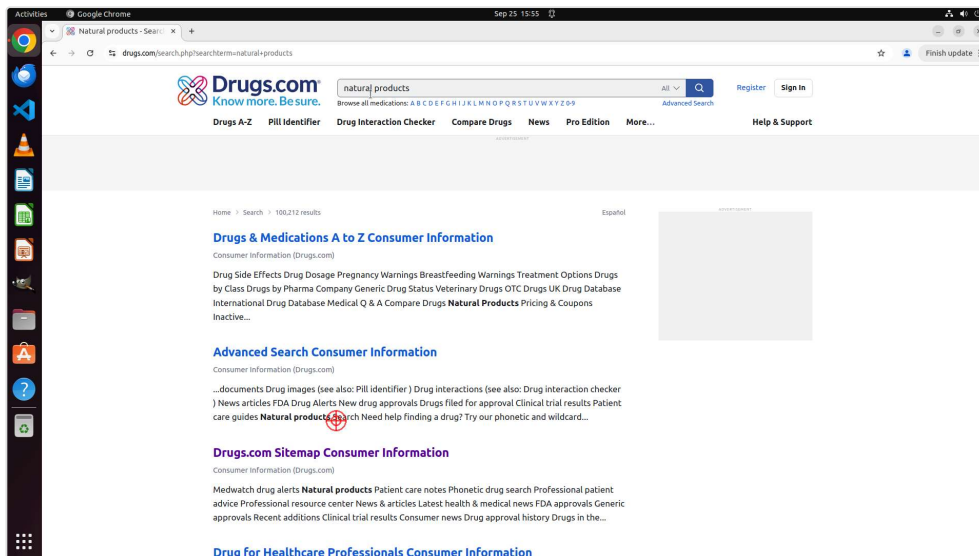 Activities
Google Chrome
Sep 25 15:55
Natural products - Searc
drugs.com/search.php?searchterm=natural+products
Finish update
Drugs.com
Know more. Be sure.
natural products
All
Browse all medications: A B C D E F G H I J K L M N O P Q R S T U V W X Y Z 0-9
Advanced Search
Register
Sign In
Drugs A-Z
Pill Identifier
Drug Interaction Checker
Compare Drugs
News
Pro Edition
More...
Help & Support
ADVERTISEMENT
Home > Search > 100,212 results
Español
ADVERTISEMENT
Drugs & Medications A to Z Consumer Information
Consumer Information (Drugs.com)
Drug Side Effects Drug Dosage Pregnancy Warnings Breastfeeding Warnings Treatment Options Drugs
by Class Drugs by Pharma Company Generic Drug Status Veterinary Drugs OTC Drugs UK Drug Database
International Drug Database Medical Q & A Compare Drugs Natural Products Pricing & Coupons
Inactive...
Advanced Search Consumer Information
Consumer Information (Drugs.com)
...documents Drug images (see also: Pill identifier ) Drug interactions (see also: Drug interaction checker
) News articles FDA Drug Alerts New drug approvals Drugs filed for approval Clinical trial results Patient
care guides Natural products Search Need help finding a drug? Try our phonetic and wildcard...
Drugs.com Sitemap Consumer Information
Consumer Information (Drugs.com)
Medwatch drug alerts Natural products Patient care notes Phonetic drug search Professional patient
advice Professional resource center News & articles Latest health & medical news FDA approvals Generic
approvals Recent additions Clinical trial results Consumer news Drug approval history Drugs in the...
Drug for Healthcare Professionals Consumer Information